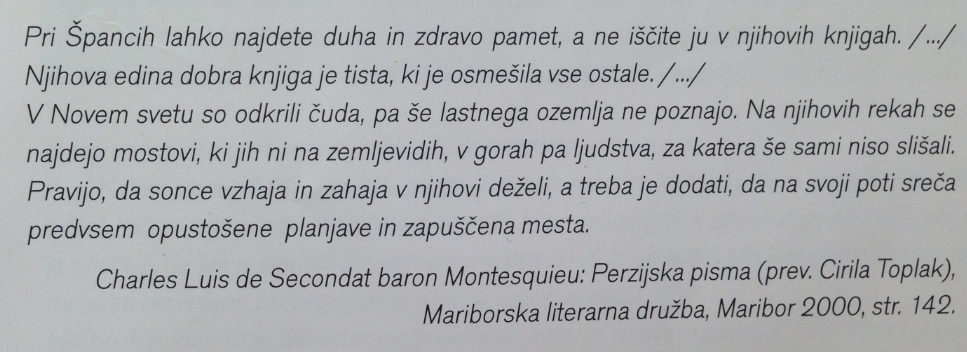 Pri Špancih lahko najdete duha in zdravo pamet, a ne iščite ju v njihovih knjigah. /.../
Njihova edina dobra knjiga je tista, ki je osmešila vse ostale. /.../
V Novem svetu so odkrili čuda, pa še lastnega ozemlja ne poznajo. Na njihovih rekah se
najdejo mostovi, ki jih ni na zemljevidih, v gorah pa ljudstva, za katera še sami niso slišali.
Pravijo, da sonce vzhaja in zahaja v njihovi deželi, a treba je dodati, da na svoji poti sreča
predvsem opustošene planjave in zapuščena mesta.
Charles Luis de Secondat baron Montesquieu: Perzijska pisma (prev. Cirila Toplak),
Mariborska literarna družba, Maribor 2000, str. 142.